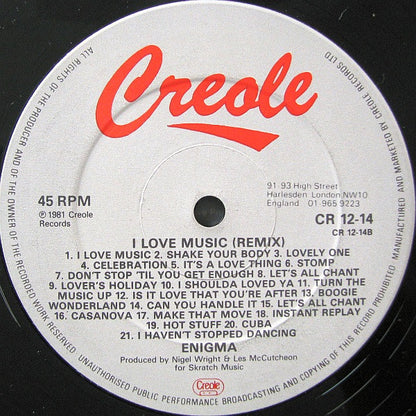 Creole
45 RPM
℗ 1981 Creole
Records
91-93 High Street
Harlesden London NW10
England 01-965 9223
CR 12-14
CR 12-14B
I LOVE MUSIC (REMIX)
1. I LOVE MUSIC 2. SHAKE YOUR BODY 3. LOVELY ONE
4. CELEBRATION 5. IT'S A LOVE THING 6. STOMP
7. DON'T STOP 'TIL YOU GET ENOUGH 8. LET'S ALL CHANT
9. LOVER'S HOLIDAY 10. I SHOULDA LOVED YA 11. TURN THE
MUSIC UP 12. IS IT LOVE THAT YOU'RE AFTER 13. BOOGIE
WONDERLAND 14. CAN YOU HANDLE IT 15. LET'S ALL CHANT
16. CASANOVA 17. MAKE THAT MOVE 18. INSTANT REPLAY
19. HOT STUFF 20. CUBA
21. I HAVEN'T STOPPED DANCING
ENIGMA
Produced by Nigel Wright & Les McCutcheon
for Skratch Music
Creole
ALL RIGHTS OF THE PRODUCER AND OF THE OWNER OF THE RECORDED WORK RESERVED. UNAUTHORISED PUBLIC PERFORMANCE BROADCASTING AND COPYING OF THIS RECORD PROHIBITED. MANUFACTURED AND MARKETED BY CREOLE RECORDS LTD